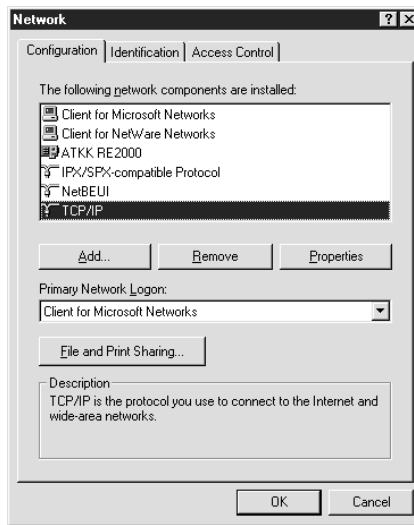 Network
Configuration Identification Access Control
The following network components are installed:
Client for Microsoft Networks
Client for NetWare Networks
ATKK RE2000
IPX/SPX-compatible Protocol
NetBEUI
TCP/IP
Add... Remove Properties
Primary Network Logon:
Client for Microsoft Networks
File and Print Sharing...
Description
TCP/IP is the protocol you use to connect to the Internet and
wide-area networks.
OK Cancel